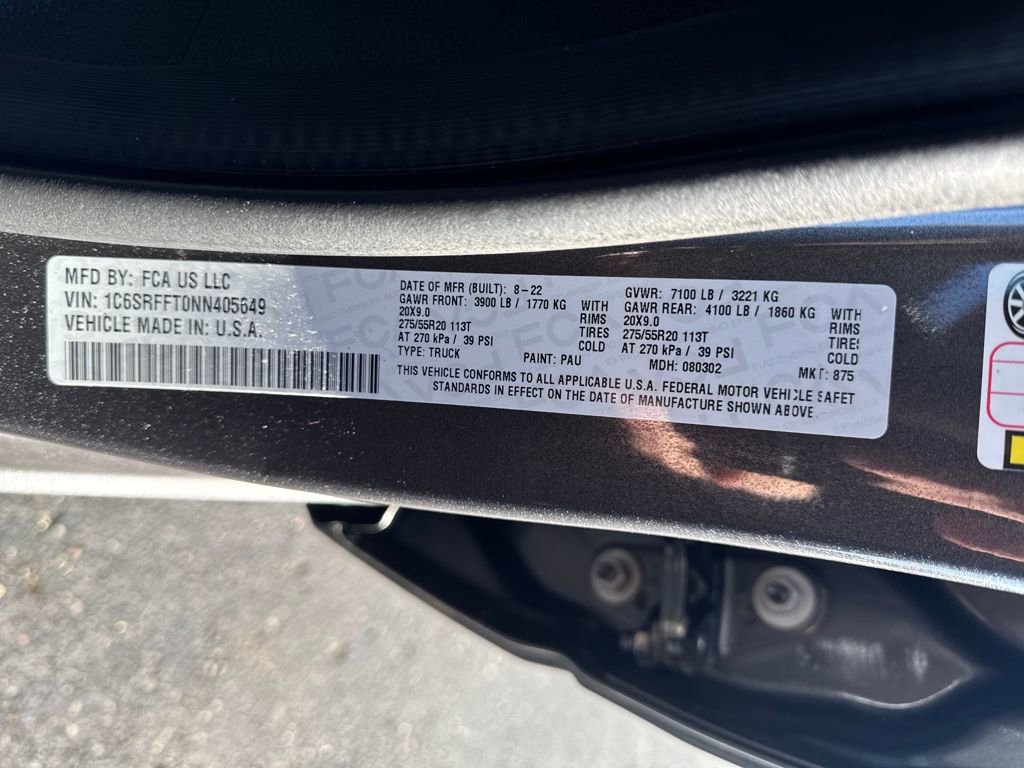 MFD BY: FCA US LLC
VIN: 1C6SRFFT0NN405649
VEHICLE MADE IN: U.S.A.
DATE OF MFR (BUILT): 8-22
GAWR FRONT: 3900 LB / 1770 KG WITH
20X9.0 RIMS
275/55R20 113T TIRES
AT 270 kPa / 39 PSI COLD
TYPE: TRUCK PAINT: PAU
GVWR: 7100 LB / 3221 KG
GAWR REAR: 4100 LB / 1860 KG WITH
20X9.0 RIMS
275/55R20 113T TIRES
AT 270 kPa / 39 PSI COLD
MDH: 080302 MKT: 875
THIS VEHICLE CONFORMS TO ALL APPLICABLE U.S.A. FEDERAL MOTOR VEHICLE SAFET
STANDARDS IN EFFECT ON THE DATE OF MANUFACTURE SHOWN ABOVE.